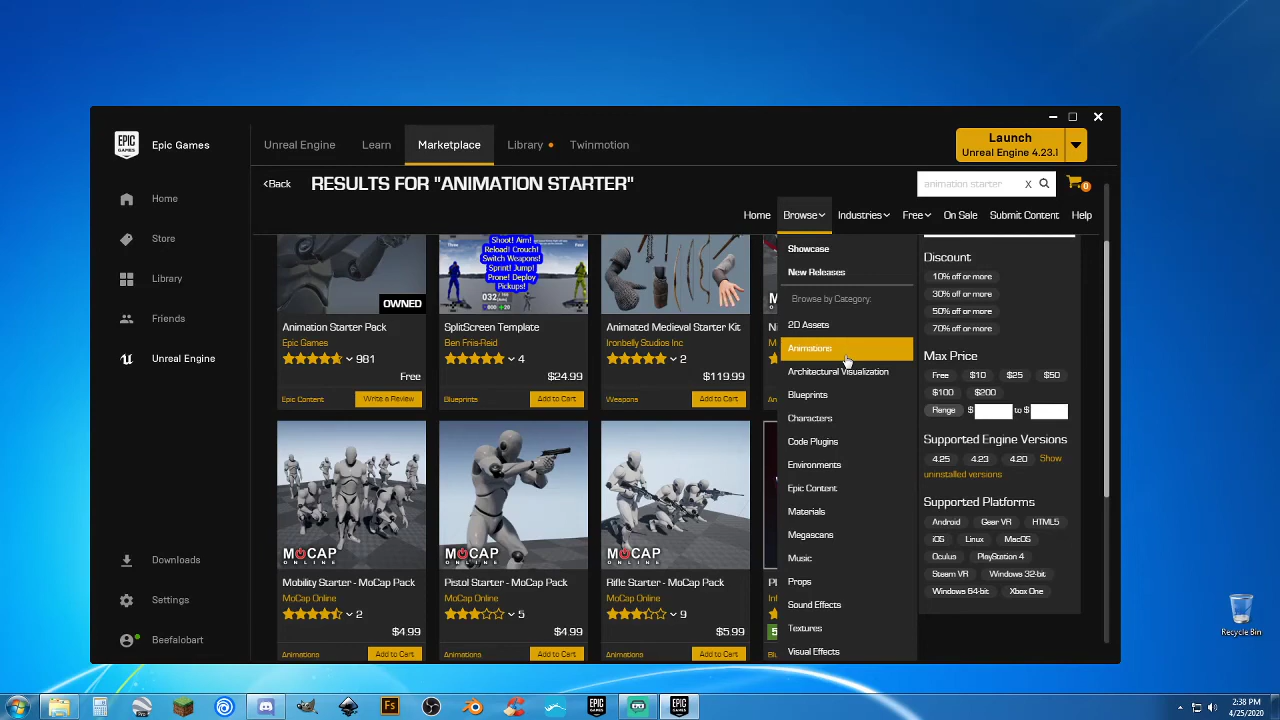 EPIC GAMES
Epic Games
Unreal Engine
Learn
Marketplace
Library
Twinmotion
Launch
Unreal Engine 4.23.1
<Back
RESULTS FOR "ANIMATION STARTER"
animation starter
X
0
Home
Browse
Industries
Free
On Sale
Submit Content
Help
Home
Store
Library
Friends
Unreal Engine
Downloads
Settings
Beefalobart
OWNED
Animation Starter Pack
Epic Games
981
Free
Epic Content
Write a Review
Shoot! Aim!
Reload! Crouch!
Switch Weapons!
Sprint! Jump!
Prone! Deploy
Pickups!
SplitScreen Template
Ben Friis-Reid
4
$24.99
Blueprints
Add to Cart
Animated Medieval Starter Kit
Ironbelly Studios Inc
2
$119.99
Weapons
Add to Cart
MOCAP
ONLINE
Mobility Starter - MoCap Pack
MoCap Online
2
$4.99
Animations
Add to Cart
MOCAP
ONLINE
Pistol Starter - MoCap Pack
MoCap Online
5
$4.99
Animations
Add to Cart
MOCAP
ONLINE
Rifle Starter - MoCap Pack
MoCap Online
9
$5.99
Animations
Add to Cart
Showcase
New Releases
Browse by Category:
2D Assets
Animations
Architectural Visualization
Blueprints
Characters
Code Plugins
Environments
Epic Content
Materials
Megascans
Music
Props
Sound Effects
Textures
Visual Effects
Discount
10% off or more
30% off or more
50% off or more
70% off or more
Max Price
Free $10 $25 $50
$100 $200
Range $ to $
Supported Engine Versions
4.25 4.23 4.20 Show
uninstalled versions
Supported Platforms
Android Gear VR HTML5
iOS Linux MacOS
Oculus PlayStation 4
Steam VR Windows 32-bit
Windows 64-bit Xbox One
Recycle Bin
Pro
Fs
2:38 PM
4/25/2020